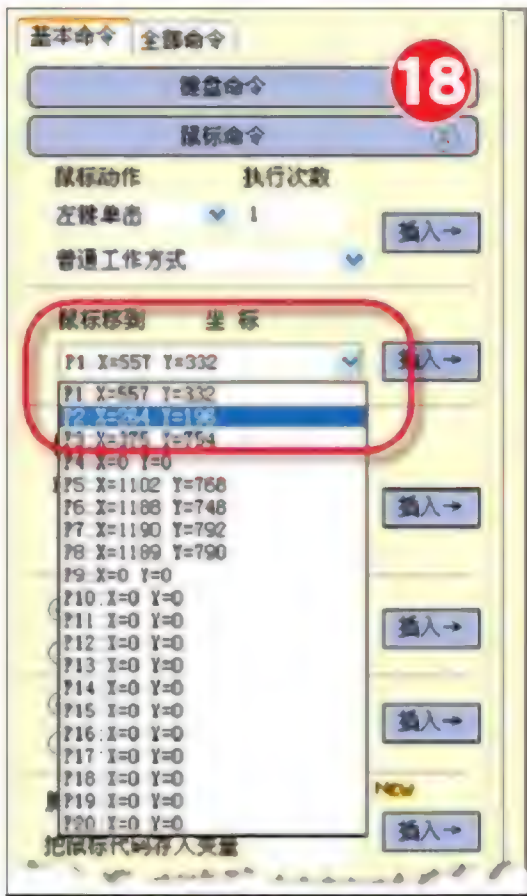 基本命令 全部命令
18
键盘命令
鼠标命令
鼠标动作 执行次数
左键单击 1
插入→
普通工作方式
鼠标移到 坐 标
P1 X=557 Y=332
插入→
P1 X=557 Y=332
P2 X=264 Y=196
P3 X=375 Y=754
P4 X=0 Y=0
P5 X=1102 Y=768
P6 X=1188 Y=748
插入→
P7 X=1190 Y=792
P8 X=1189 Y=790
P9 X=0 Y=0
P10 X=0 Y=0
P11 X=0 Y=0
插入→
P12 X=0 Y=0
P13 X=0 Y=0
P14 X=0 Y=0
P15 X=0 Y=0
插入→
P16 X=0 Y=0
P17 X=0 Y=0
P18 X=0 Y=0
New
P19 X=0 Y=0
P20 X=0 Y=0
插入→
把鼠标代码存入变量